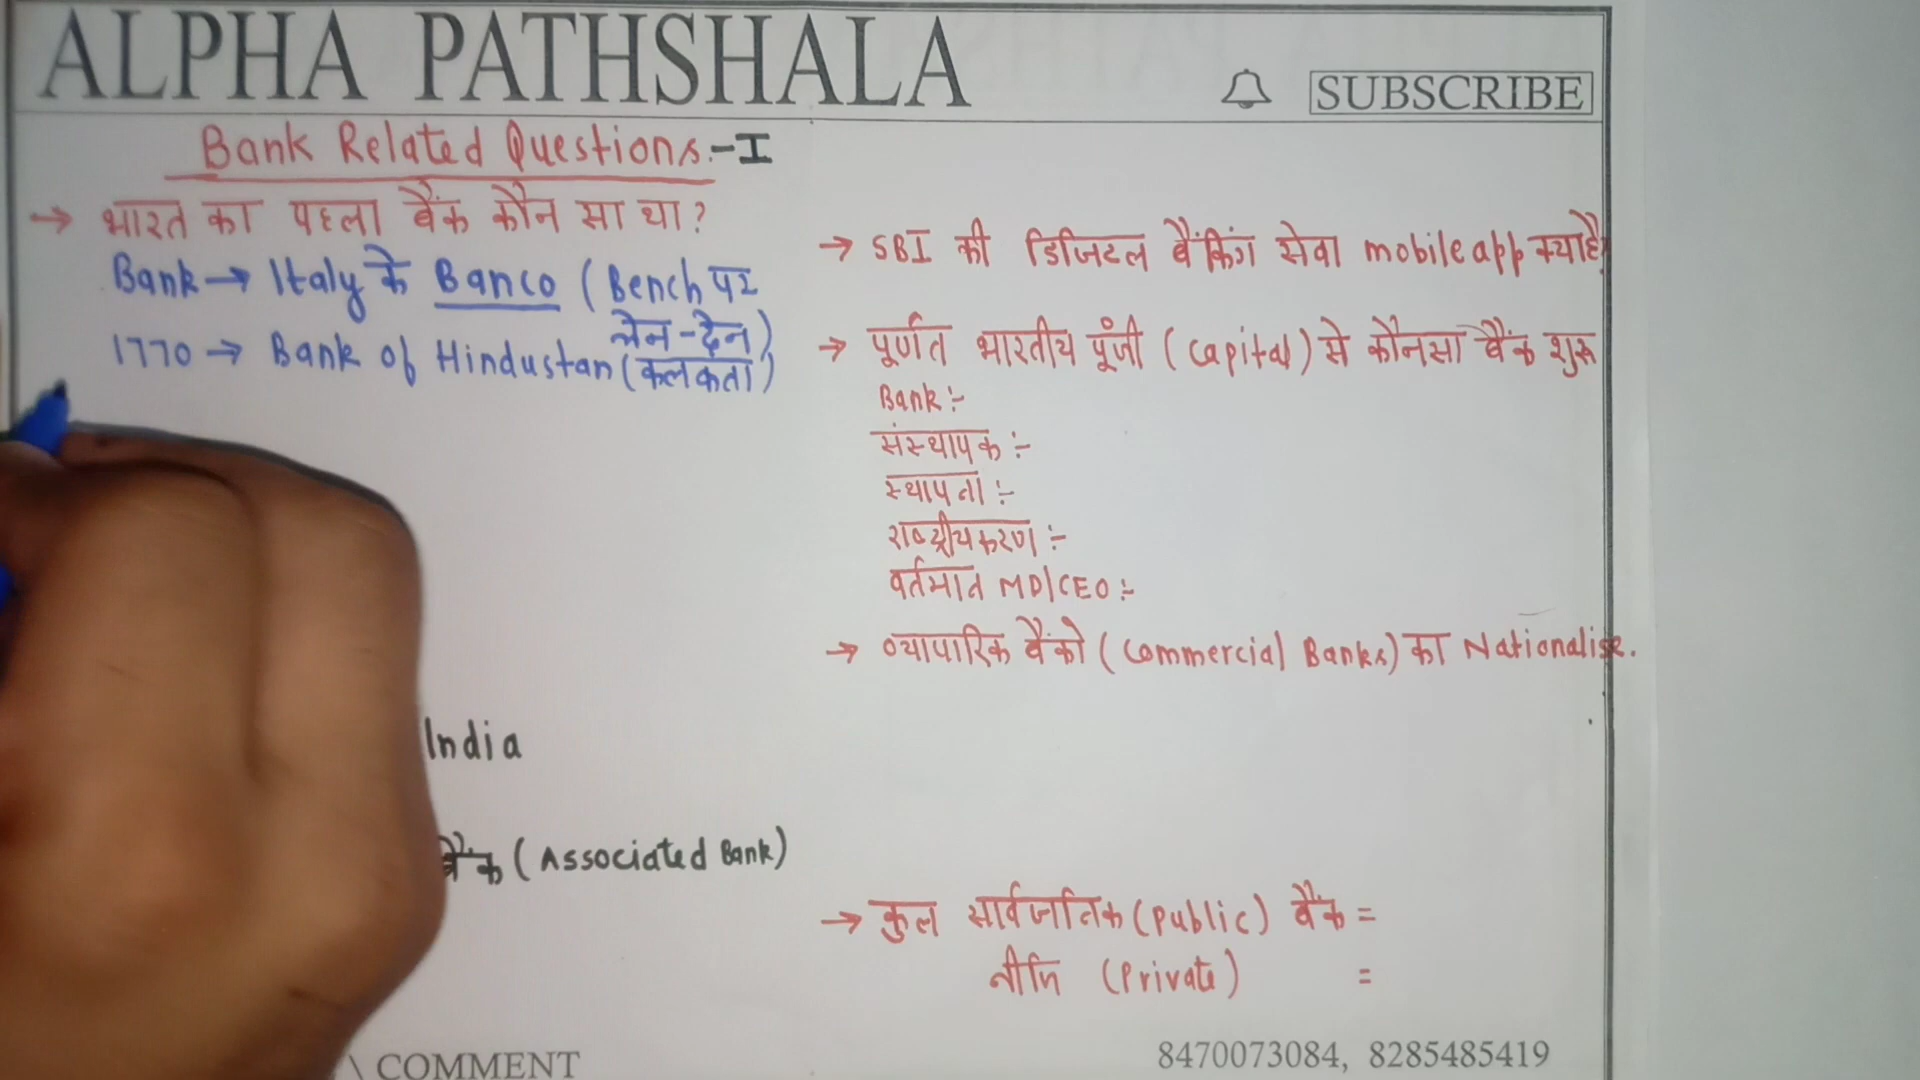 ALPHA PATHSHALA
SUBSCRIBE
Bank Related Questions.-I
→ भारत का पहला बैंक कौन सा था?
Bank → Italy के Banco (Bench पर
लेन-देन)
1770 → Bank of Hindustan (कलकता)
India
बैंक (Associated Bank)
→ SBI की डिजिटल बैंकिंग सेवा mobile app क्या है?
→ पूर्णत भारतीय पूंजी (capital) से कौनसा बैंक शुरू
Bank :-
संस्थापक :-
स्थापना :-
राष्ट्रीयकरण :-
वर्तमान MD/CEO :-
→ व्यापारिक बैंको (Commercial Banks) का Nationalise.
→ कुल सार्वजनिक (Public) बैंक =
नीजि (Private) =
\ COMMENT
8470073084, 8285485419